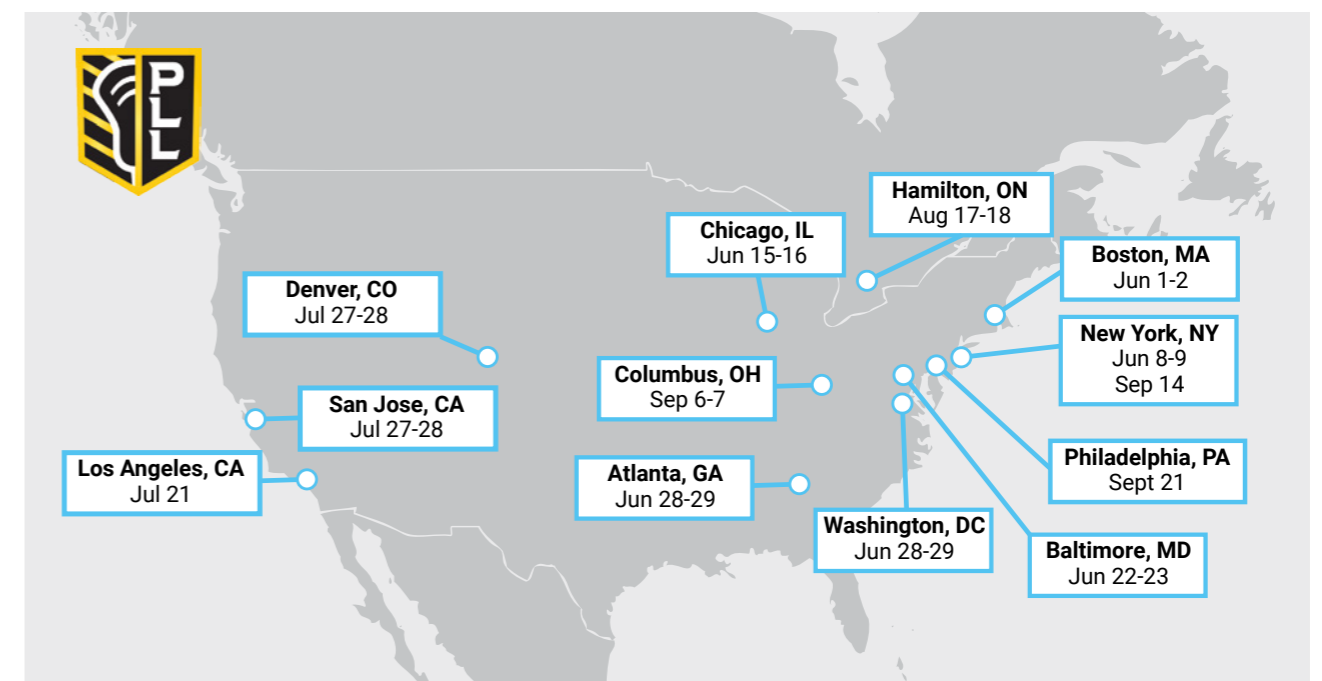 PLL
Hamilton, ON
Aug 17-18
Chicago, IL
Jun 15-16
Boston, MA
Jun 1-2
Denver, CO
Jul 27-28
New York, NY
Jun 8-9
Sep 14
Columbus, OH
Sep 6-7
San Jose, CA
Jul 27-28
Los Angeles, CA
Jul 21
Atlanta, GA
Jun 28-29
Philadelphia, PA
Sept 21
Washington, DC
Jun 28-29
Baltimore, MD
Jun 22-23